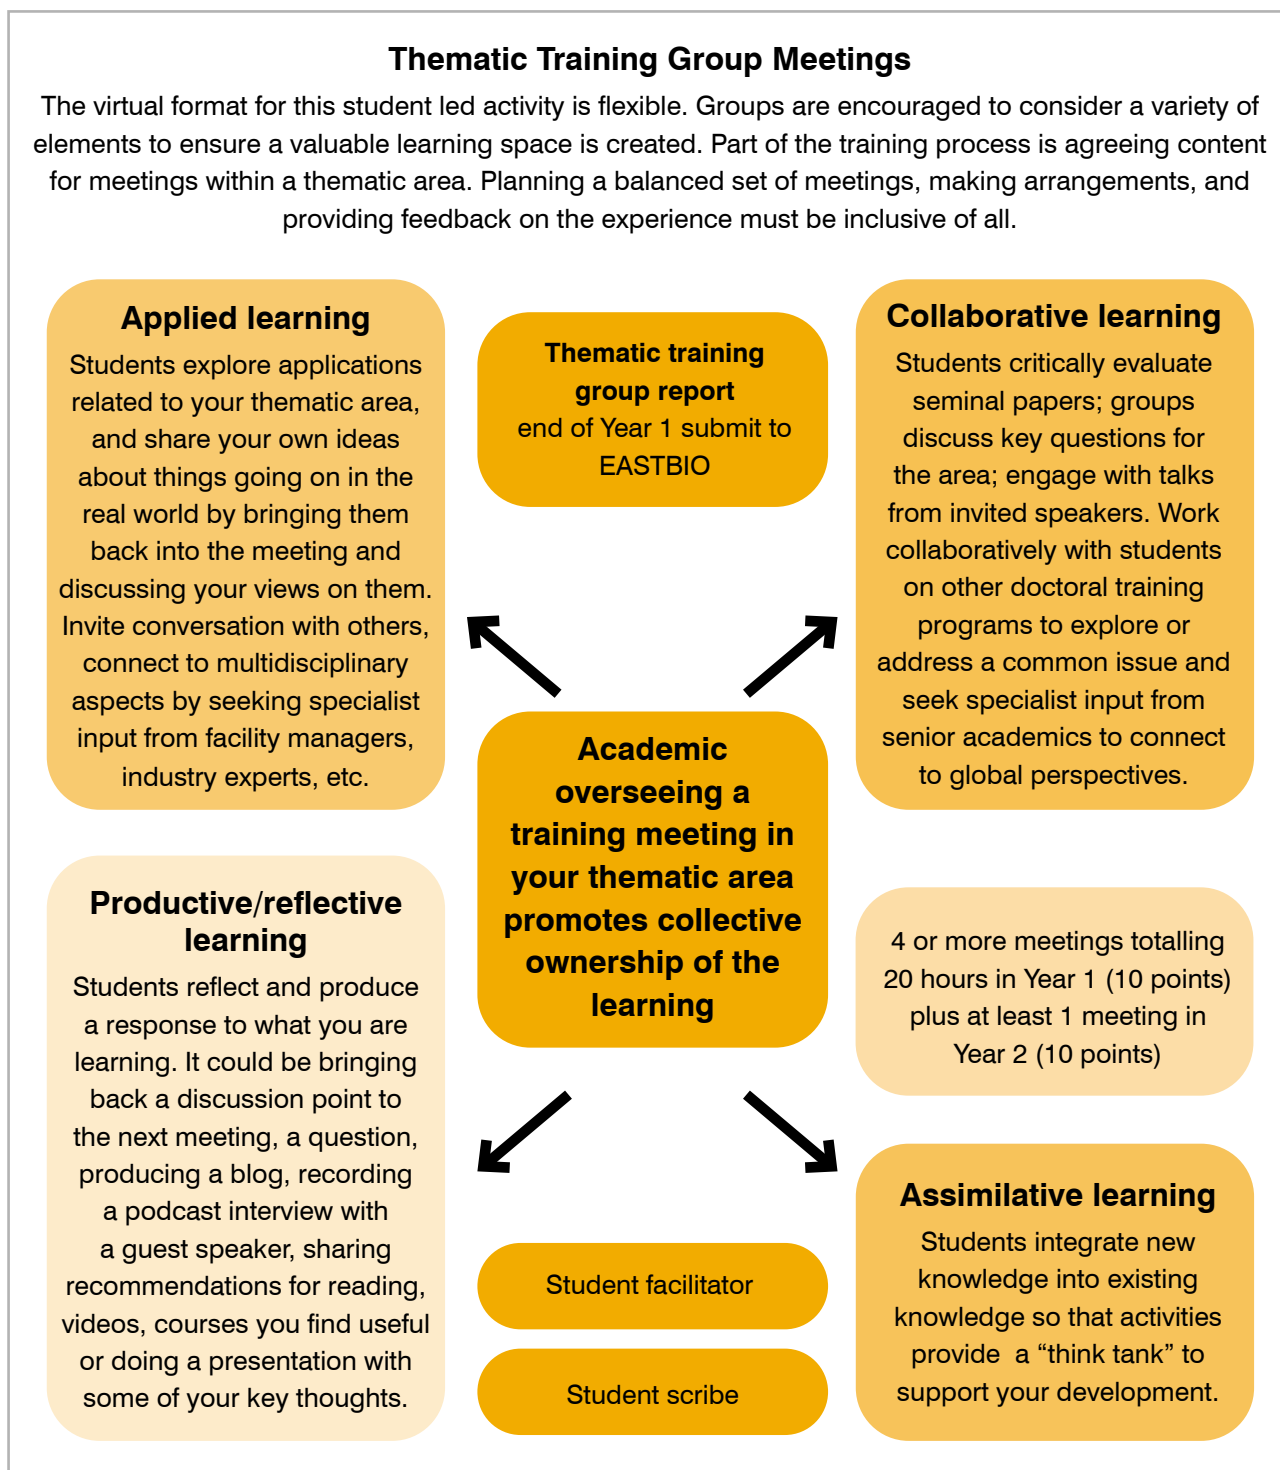 Thematic Training Group Meetings
The virtual format for this student led activity is flexible. Groups are encouraged to consider a variety of
elements to ensure a valuable learning space is created. Part of the training process is agreeing content
for meetings within a thematic area. Planning a balanced set of meetings, making arrangements, and
providing feedback on the experience must be inclusive of all.
Applied learning
Students explore applications
related to your thematic area,
and share your own ideas
about things going on in the
real world by bringing them
back into the meeting and
discussing your views on them.
Invite conversation with others,
connect to multidisciplinary
aspects by seeking specialist
input from facility managers,
industry experts, etc.
Thematic training
group report
end of Year 1 submit to
EASTBIO
Collaborative learning
Students critically evaluate
seminal papers; groups
discuss key questions for
the area; engage with talks
from invited speakers. Work
collaboratively with students
on other doctoral training
programs to explore or
address a common issue and
seek specialist input from
senior academics to connect
to global perspectives.
Academic
overseeing a
training meeting in
your thematic area
promotes collective
ownership of the
learning
Productive/reflective
learning
Students reflect and produce
a response to what you are
learning. It could be bringing
back a discussion point to
the next meeting, a question,
producing a blog, recording
a podcast interview with
a guest speaker, sharing
recommendations for reading,
videos, courses you find useful
or doing a presentation with
some of your key thoughts.
4 or more meetings totalling
20 hours in Year 1 (10 points)
plus at least 1 meeting in
Year 2 (10 points)
Student facilitator
Student scribe
Assimilative learning
Students integrate new
knowledge into existing
knowledge so that activities
provide  a “think tank” to
support your development.